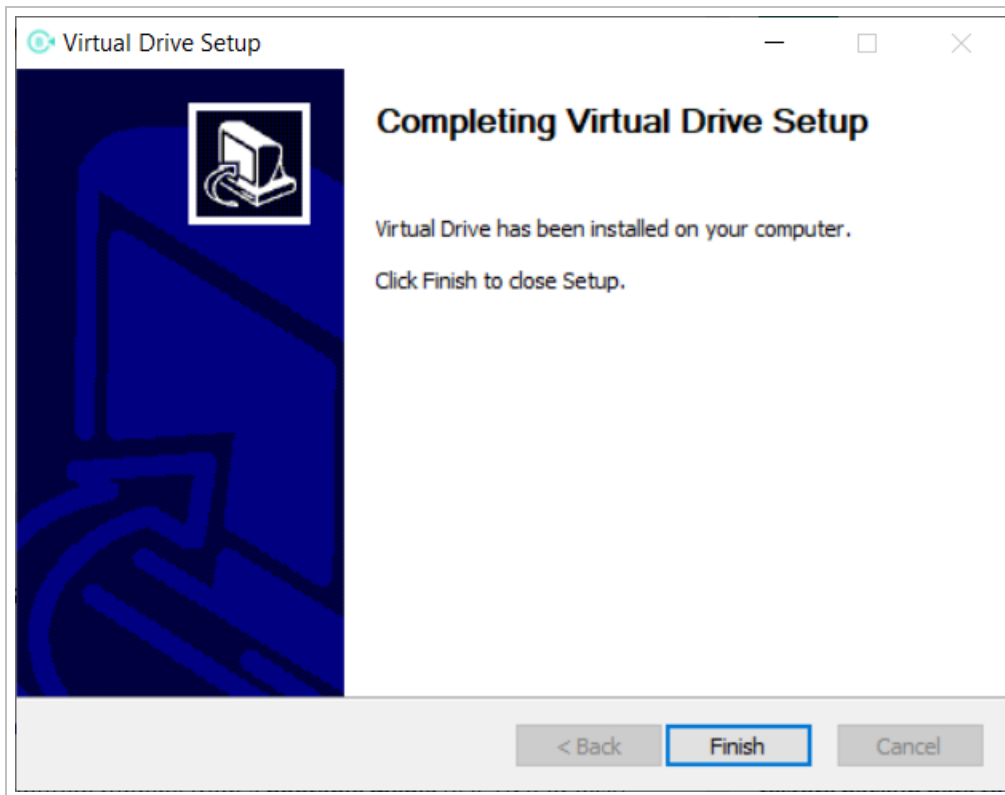 Virtual Drive Setup
Completing Virtual Drive Setup
Virtual Drive has been installed on your computer.
Click Finish to close Setup.
< Back
Finish
Cancel